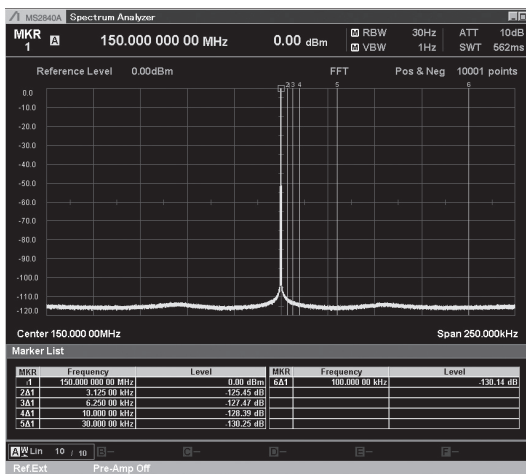 MS2840A Spectrum Analyzer
MKR 1 A 150.000 000 00 MHz 0.00 dBm M RBW 30Hz ATT 10dB
M VBW 1Hz SWT 562ms
Reference Level 0.00dBm FFT Pos & Neg 10001 points
2 3 4 5 6
0.0
-10.0
-20.0
-30.0
-40.0
-50.0
-60.0
-70.0
-80.0
-90.0
-100.0
-110.0
-120.0
Center 150.000 00MHz Span 250.000kHz
Marker List
MKR Frequency Level MKR Frequency Level
1 150.000 000 00 MHz 0.00 dBm 6Δ1 100.000 00 kHz -130.14 dB
2Δ1 3.125 00 kHz -125.45 dB
3Δ1 6.250 00 kHz -127.47 dB
4Δ1 10.000 00 kHz -128.39 dB
5Δ1 30.000 00 kHz -130.25 dB
A W Lin 10 / 10 B— C— D— E— F—
Ref.Ext Pre-Amp Off